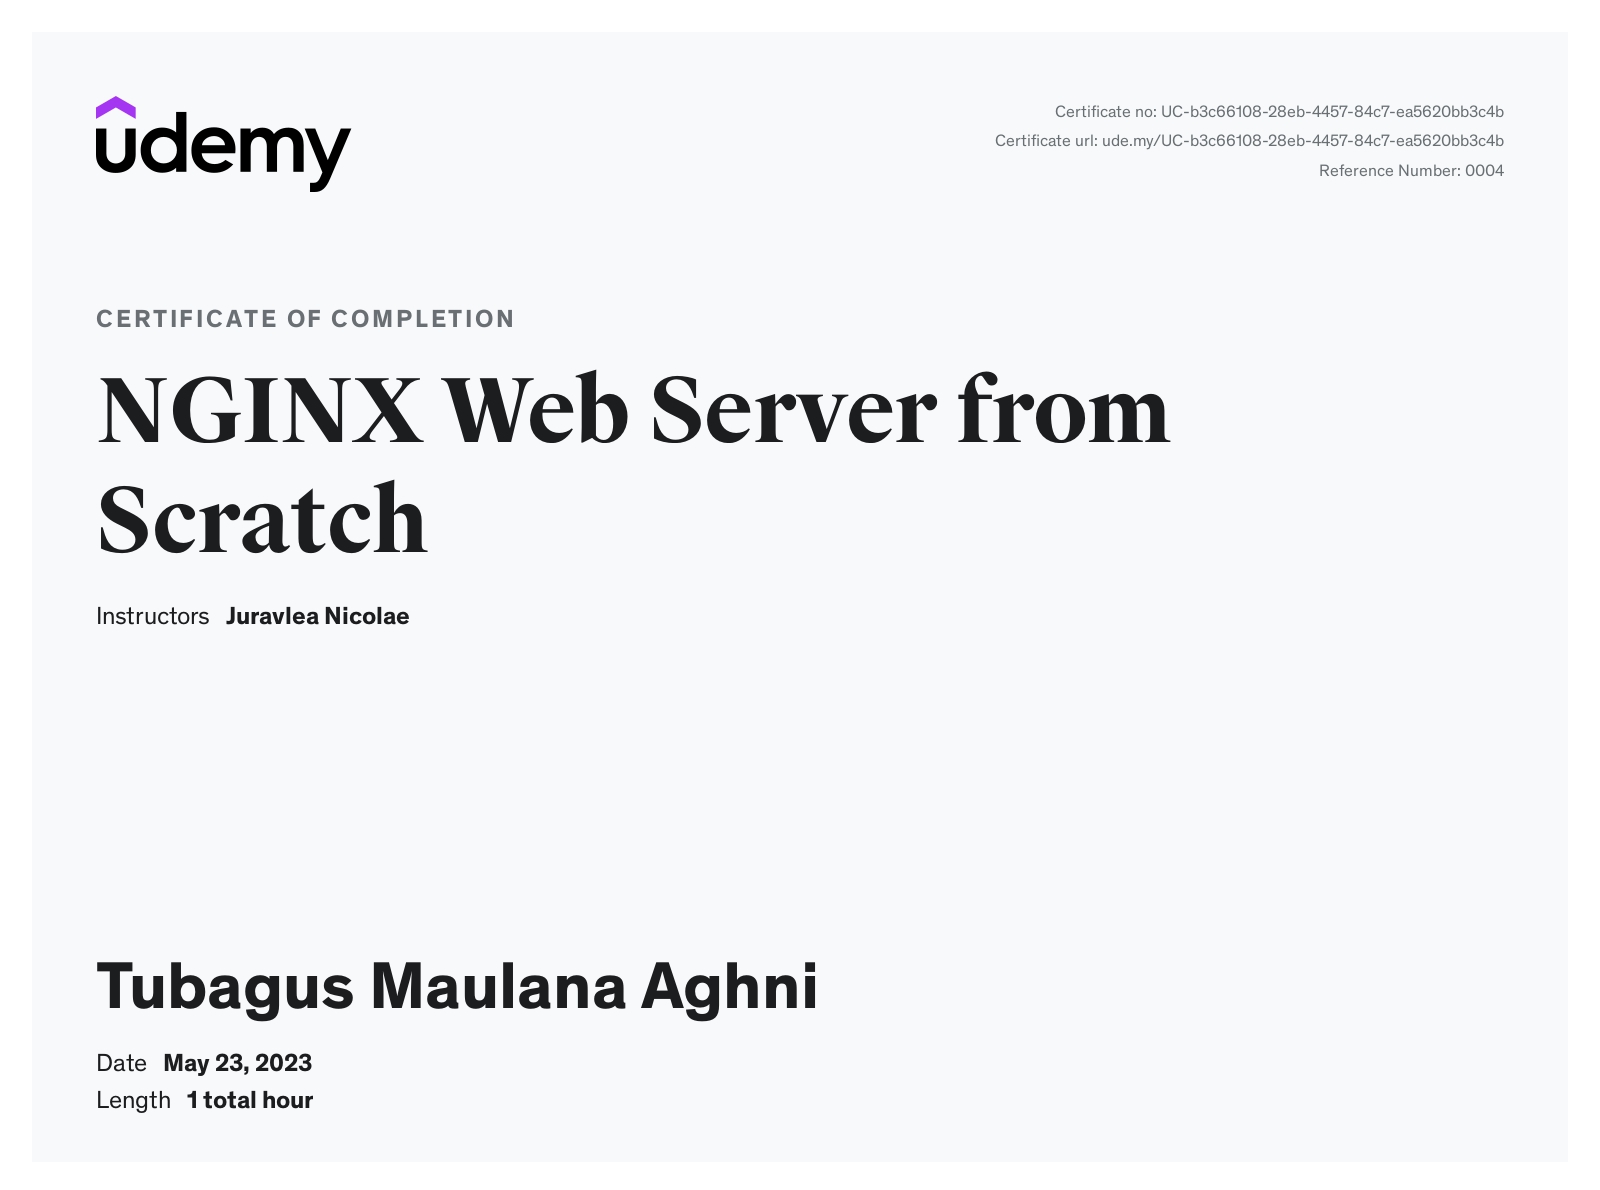 udemy
Certificate no: UC-b3c66108-28eb-4457-84c7-ea5620bb3c4b
Certificate url: ude.my/UC-b3c66108-28eb-4457-84c7-ea5620bb3c4b
Reference Number: 0004
CERTIFICATE OF COMPLETION
NGINX Web Server from
Scratch
Instructors Juravlea Nicolae
Tubagus Maulana Aghni
Date May 23, 2023
Length 1 total hour